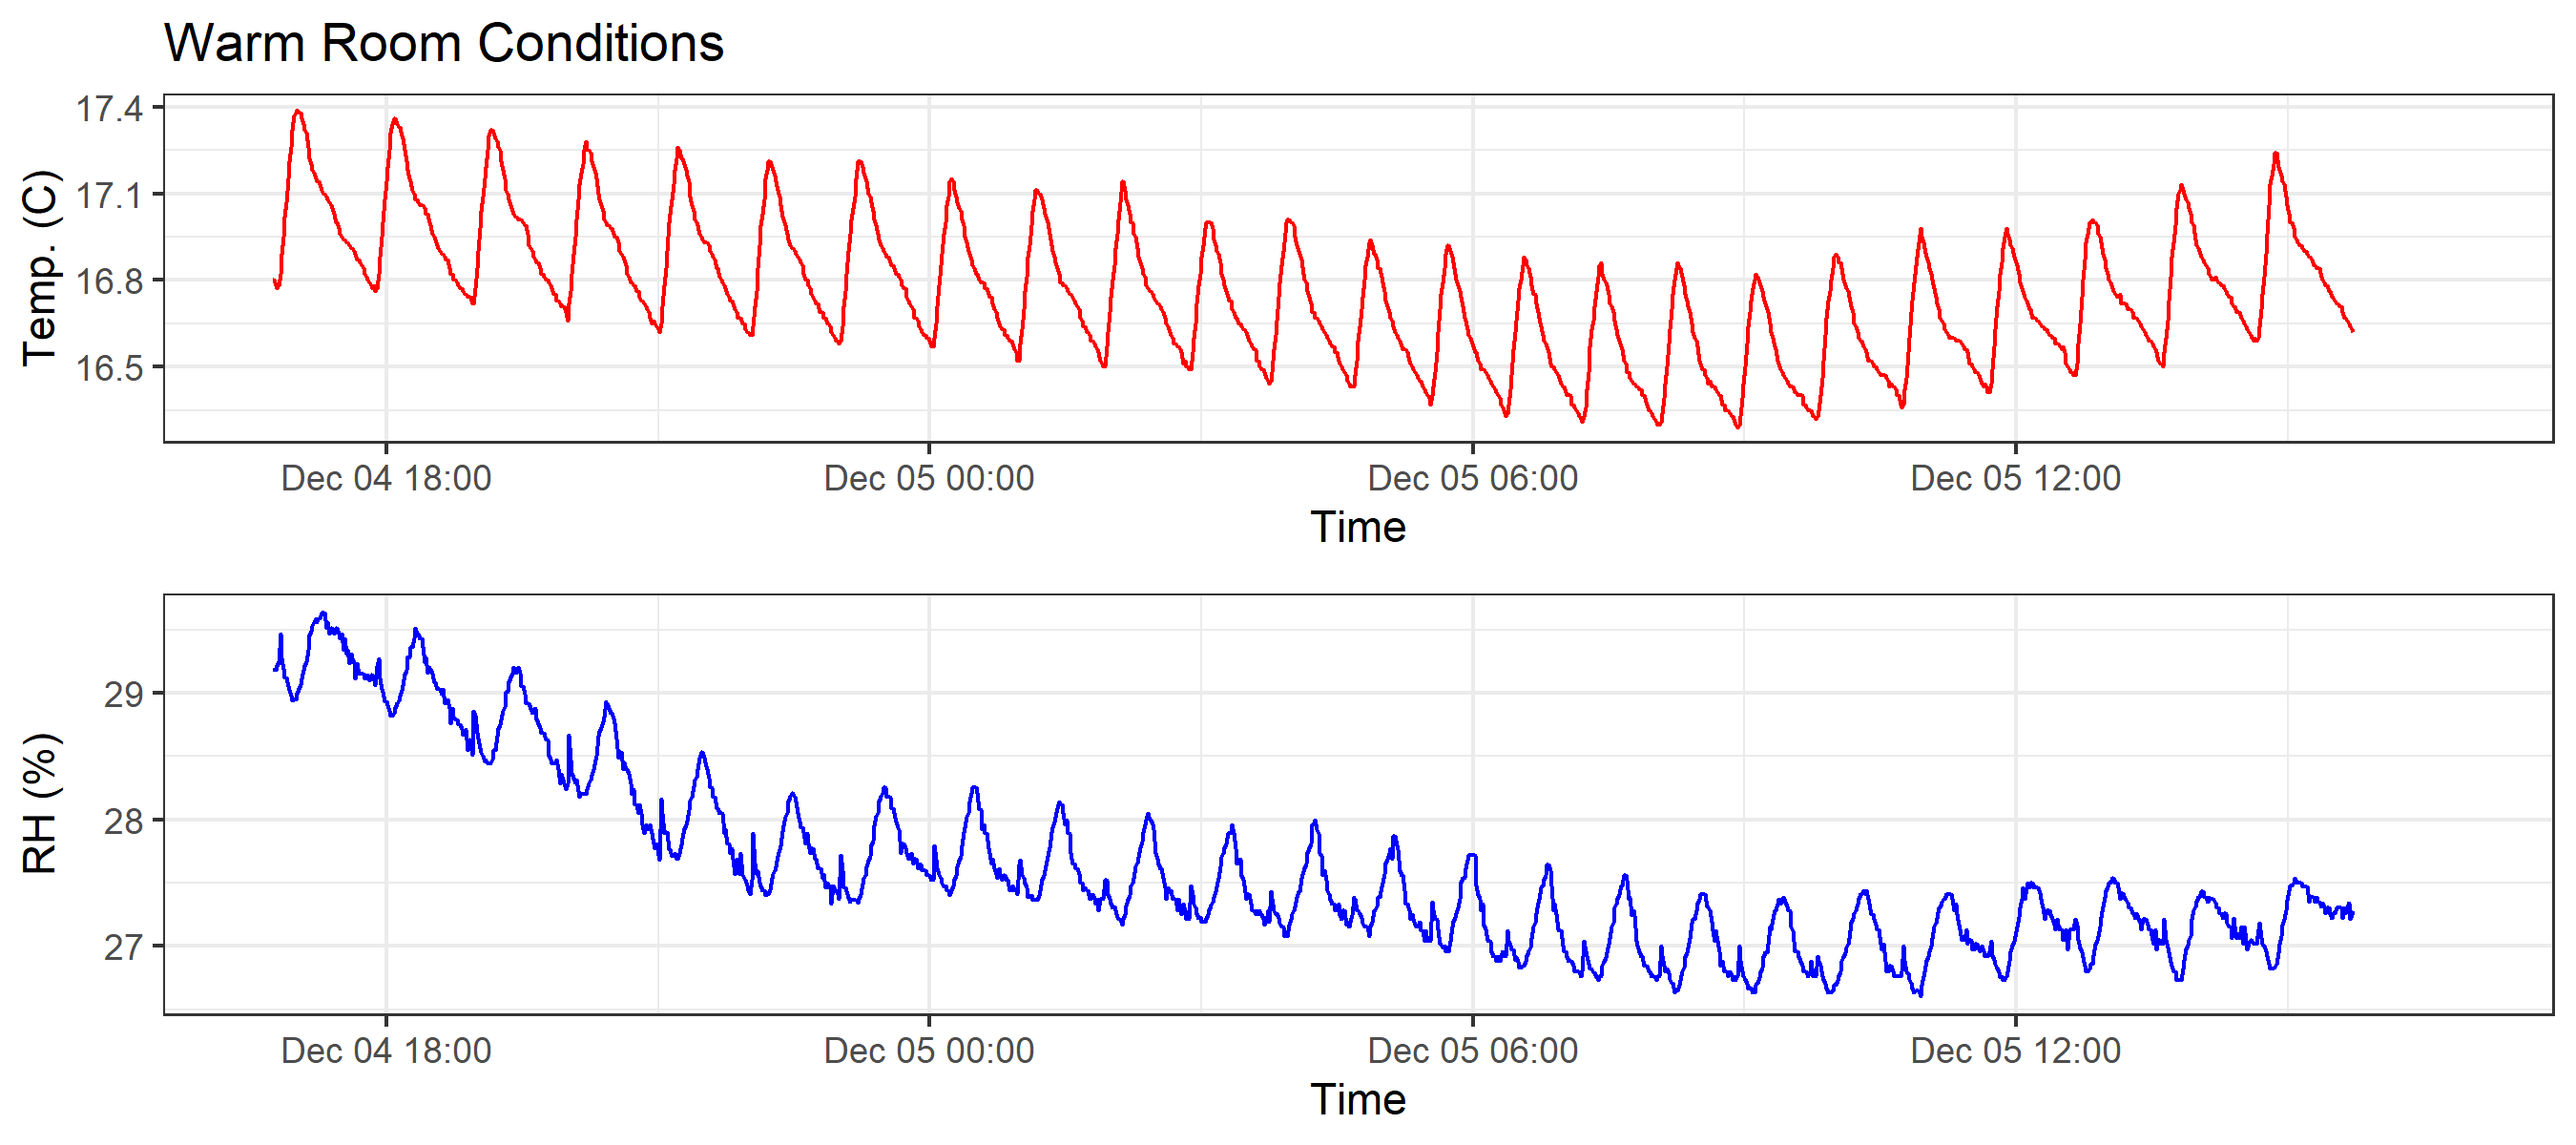 Warm Room Conditions
17.4
17.1
16.8
16.5
Temp. (C)
Dec 04 18:00 Dec 05 00:00 Dec 05 06:00 Dec 05 12:00
Time
29
28
27
RH (%)
Dec 04 18:00 Dec 05 00:00 Dec 05 06:00 Dec 05 12:00
Time